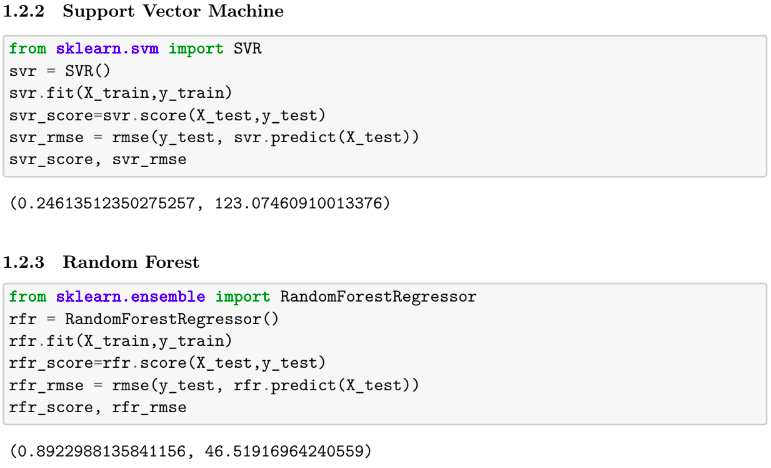 1.2.2 Support Vector Machine
from sklearn.svm import SVR
svr = SVR()
svr.fit(X_train,y_train)
svr_score=svr.score(X_test,y_test)
svr_rmse = rmse(y_test, svr.predict(X_test))
svr_score, svr_rmse
(0.24613512350275257, 123.07460910013376)
1.2.3 Random Forest
from sklearn.ensemble import RandomForestRegressor
rfr = RandomForestRegressor()
rfr.fit(X_train,y_train)
rfr_score=rfr.score(X_test,y_test)
rfr_rmse = rmse(y_test, rfr.predict(X_test))
rfr_score, rfr_rmse
(0.8922988135841156, 46.51916964240559)